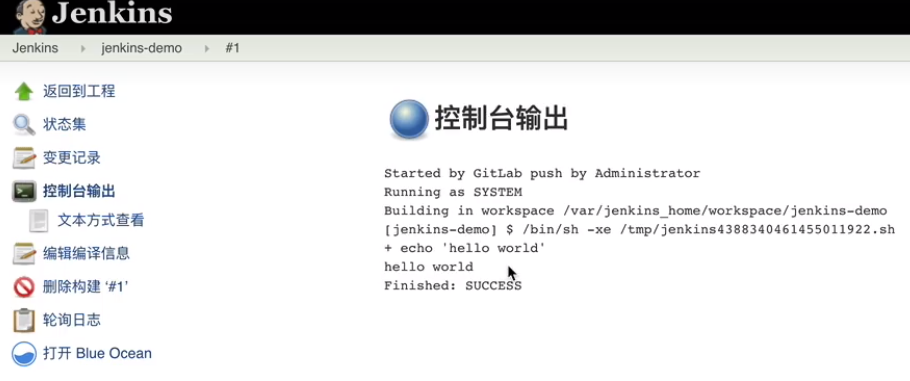 Jenkins
Jenkins jenkins-demo #1
返回到工程
状态集
变更记录
控制台输出
文本方式查看
编辑编译信息
删除构建 ‘#1’
轮询日志
打开 Blue Ocean
控制台输出
Started by GitLab push by Administrator
Running as SYSTEM
Building in workspace /var/jenkins_home/workspace/jenkins-demo
[jenkins-demo] $ /bin/sh -xe /tmp/jenkins4388340461455011922.sh
+ echo 'hello world'
hello world
Finished: SUCCESS